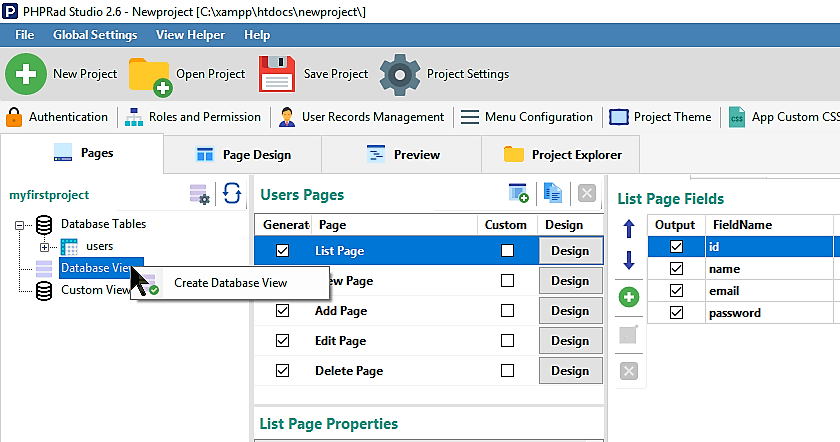 PHPRad Studio 2.6 - Newproject [C:\xampp\htdocs\newproject\]
File Global Settings View Helper Help
New Project Open Project Save Project Project Settings
Authentication Roles and Permission User Records Management Menu Configuration Project Theme App Custom CSS
Pages Page Design Preview Project Explorer
myfirstproject
Database Tables
users
Database View
Custom View
Create Database View
Users Pages
Generat Page Custom Design
List Page Design
View Page Design
Add Page Design
Edit Page Design
Delete Page Design
List Page Properties
List Page Fields
Output FieldName
id
name
email
password